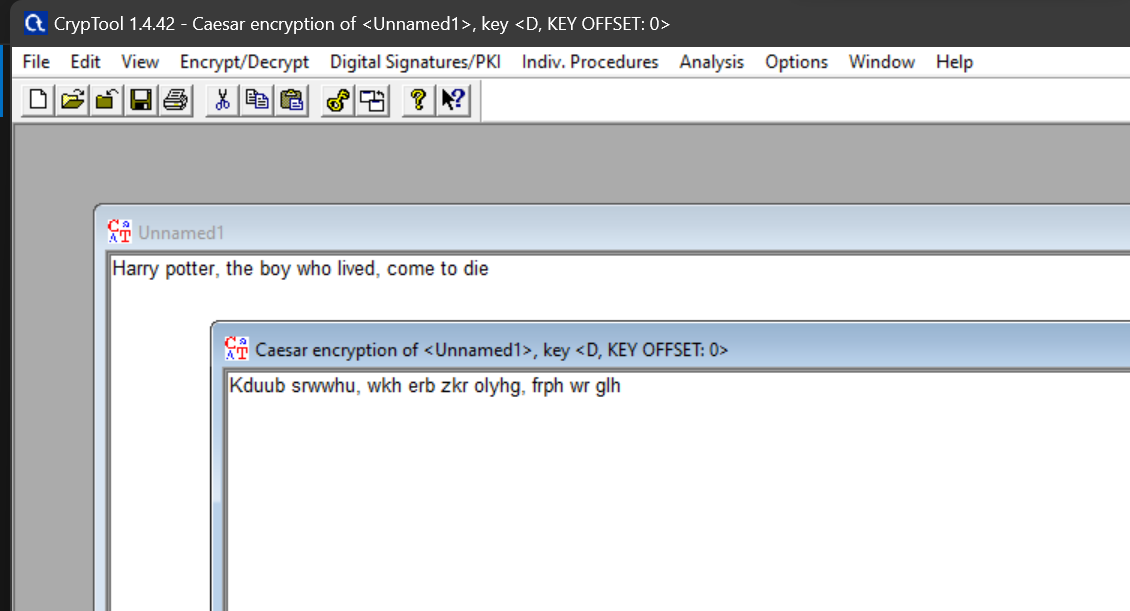 CrypTool 1.4.42 - Caesar encryption of <Unnamed1>, key <D, KEY OFFSET: 0>
File Edit View Encrypt/Decrypt Digital Signatures/PKI Indiv. Procedures Analysis Options Window Help
Unnamed1
Harry potter, the boy who lived, come to die
Caesar encryption of <Unnamed1>, key <D, KEY OFFSET: 0>
Kduub srwwhu, wkh erb zkr olyhg, frph wr glh